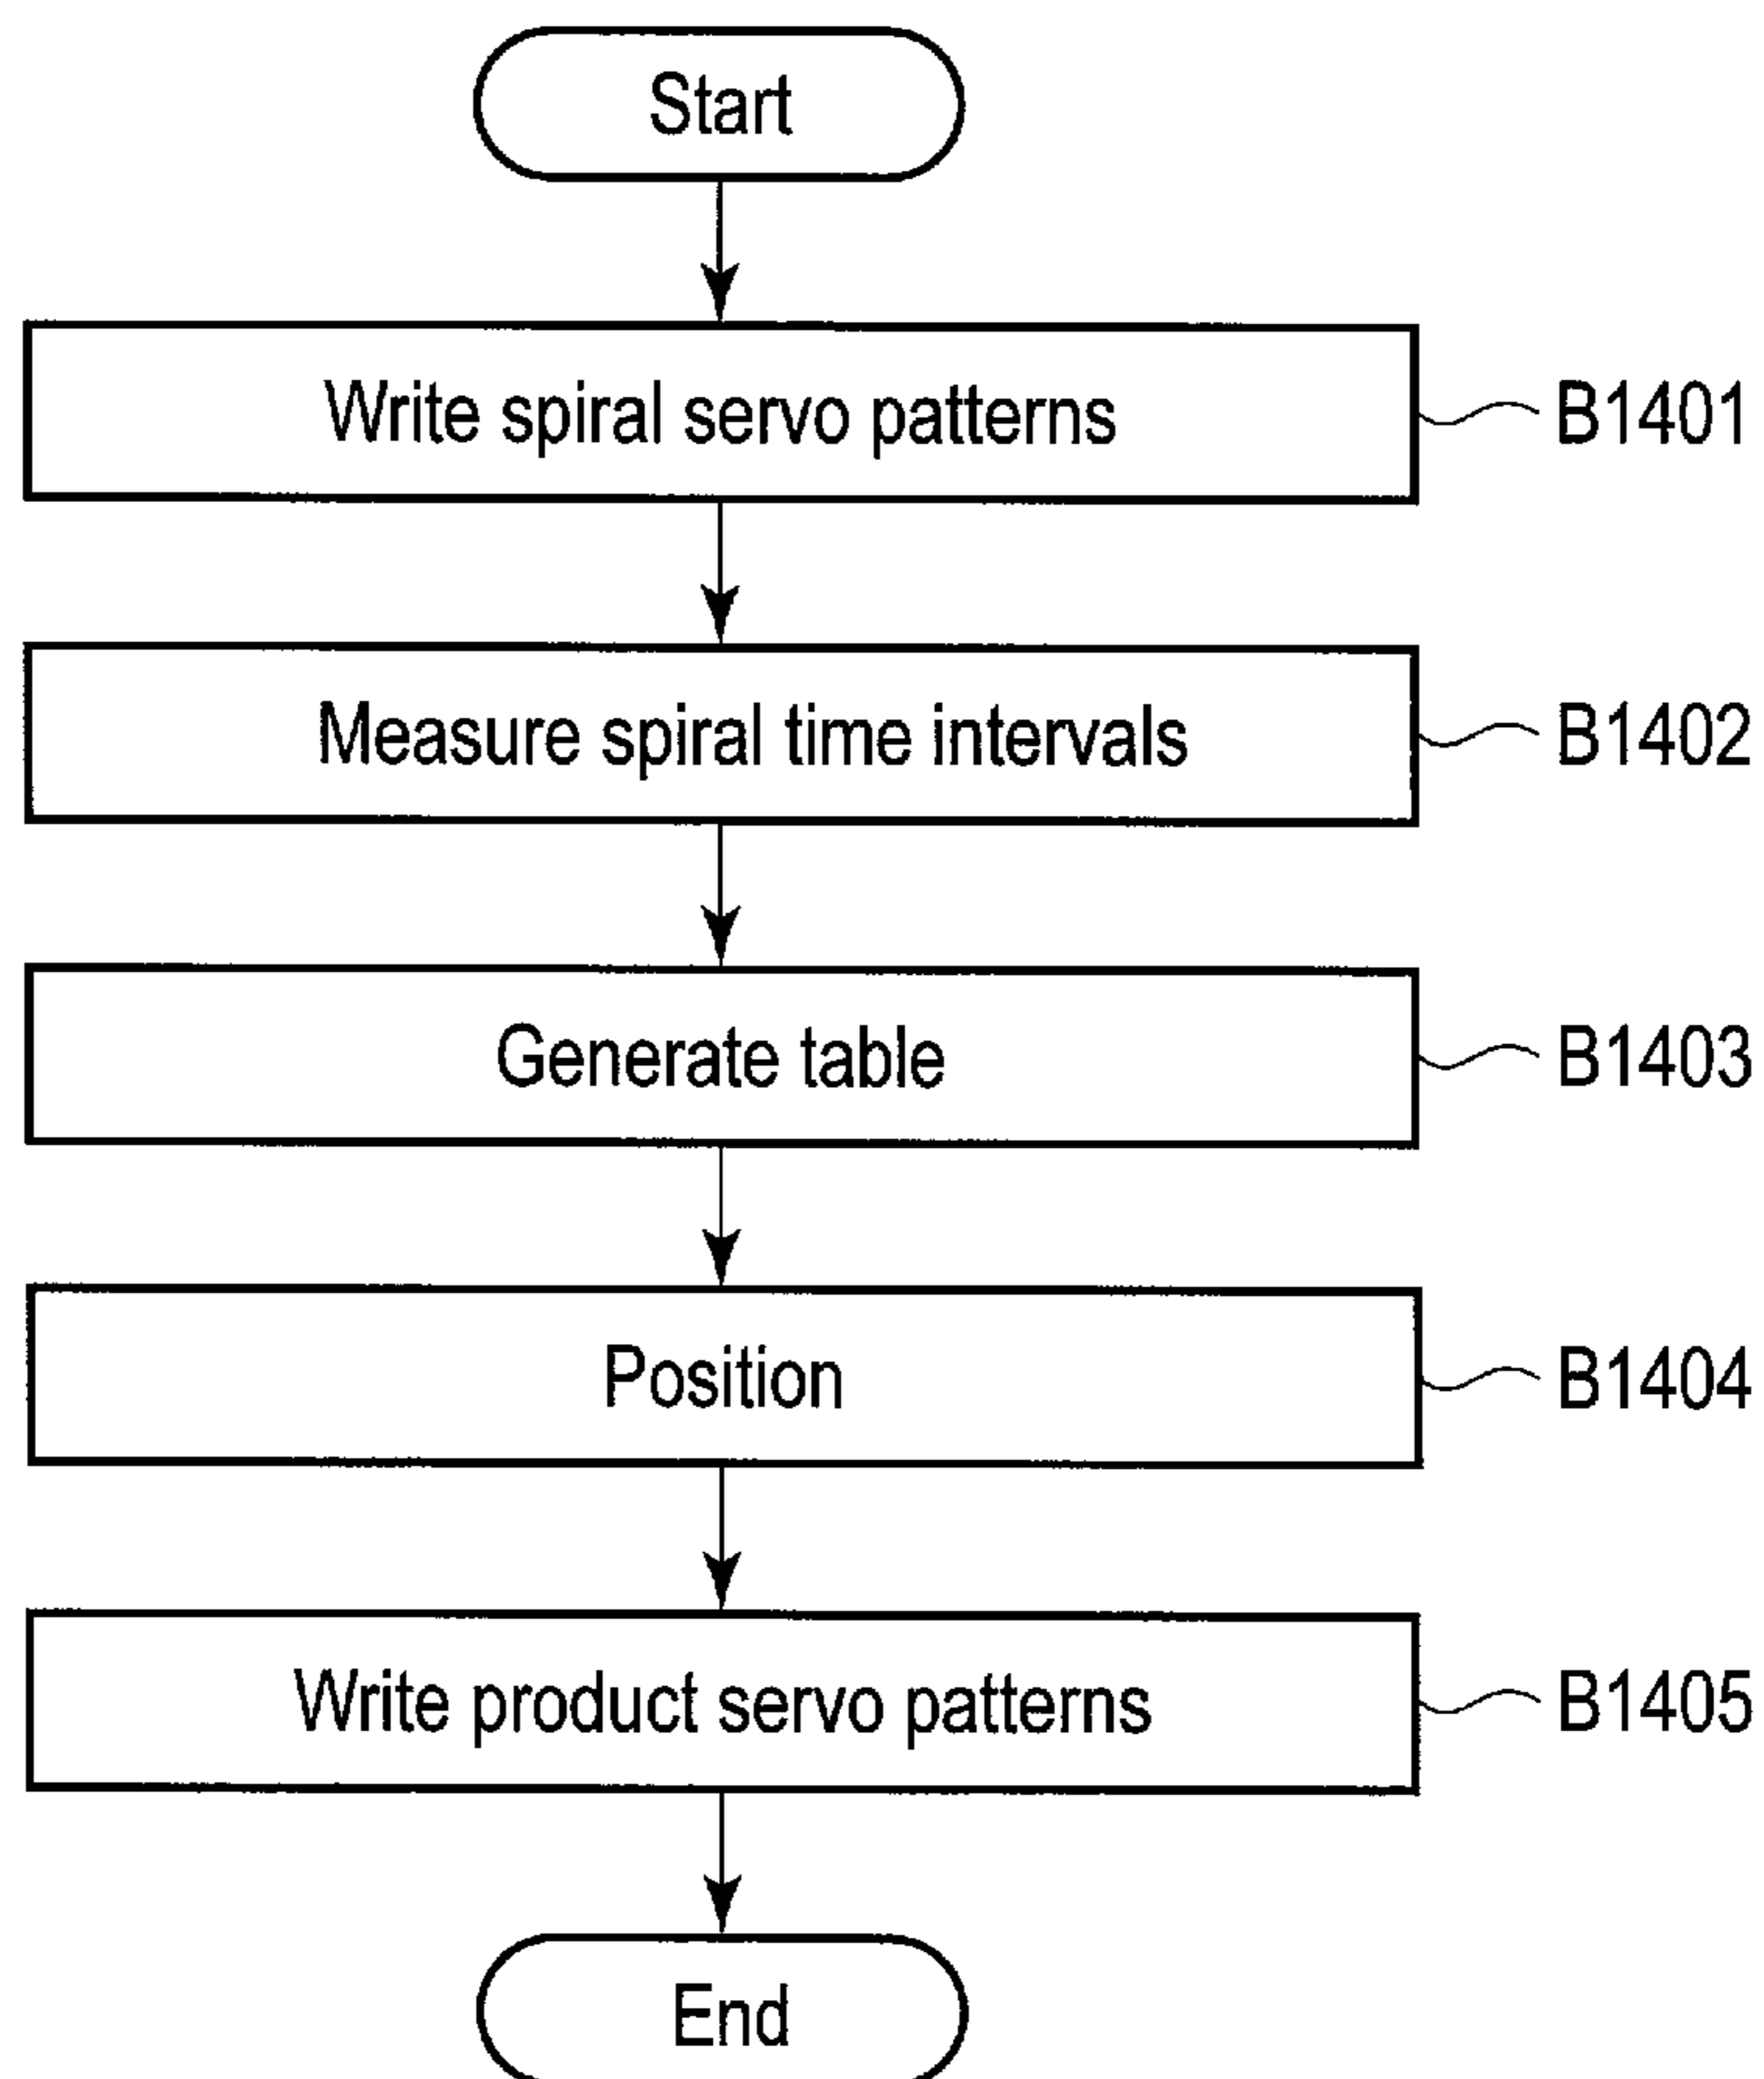 Start
Write spiral servo patterns
B1401
Measure spiral time intervals
B1402
Generate table
B1403
Position
B1404
Write product servo patterns
B1405
End